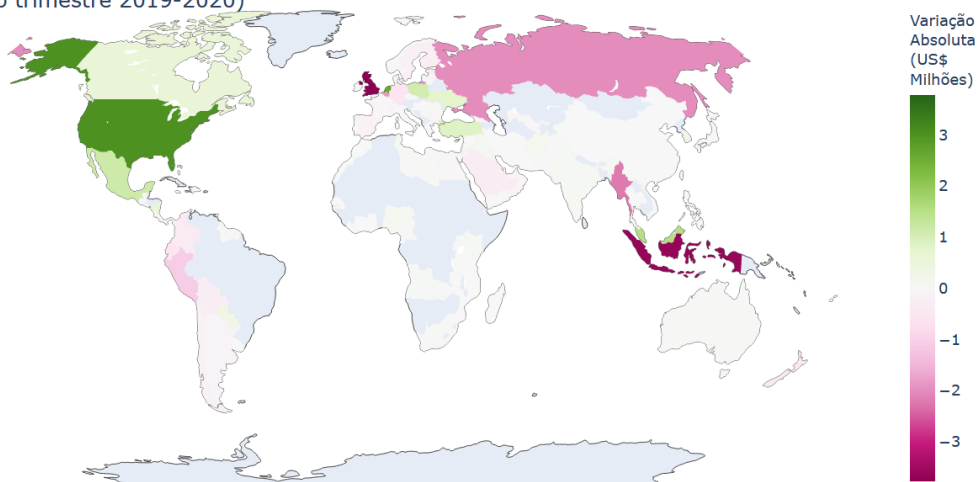 trimestre 2019-2020)
Variação
Absoluta
(US$
Milhões)
3
2
1
0
−1
−2
−3